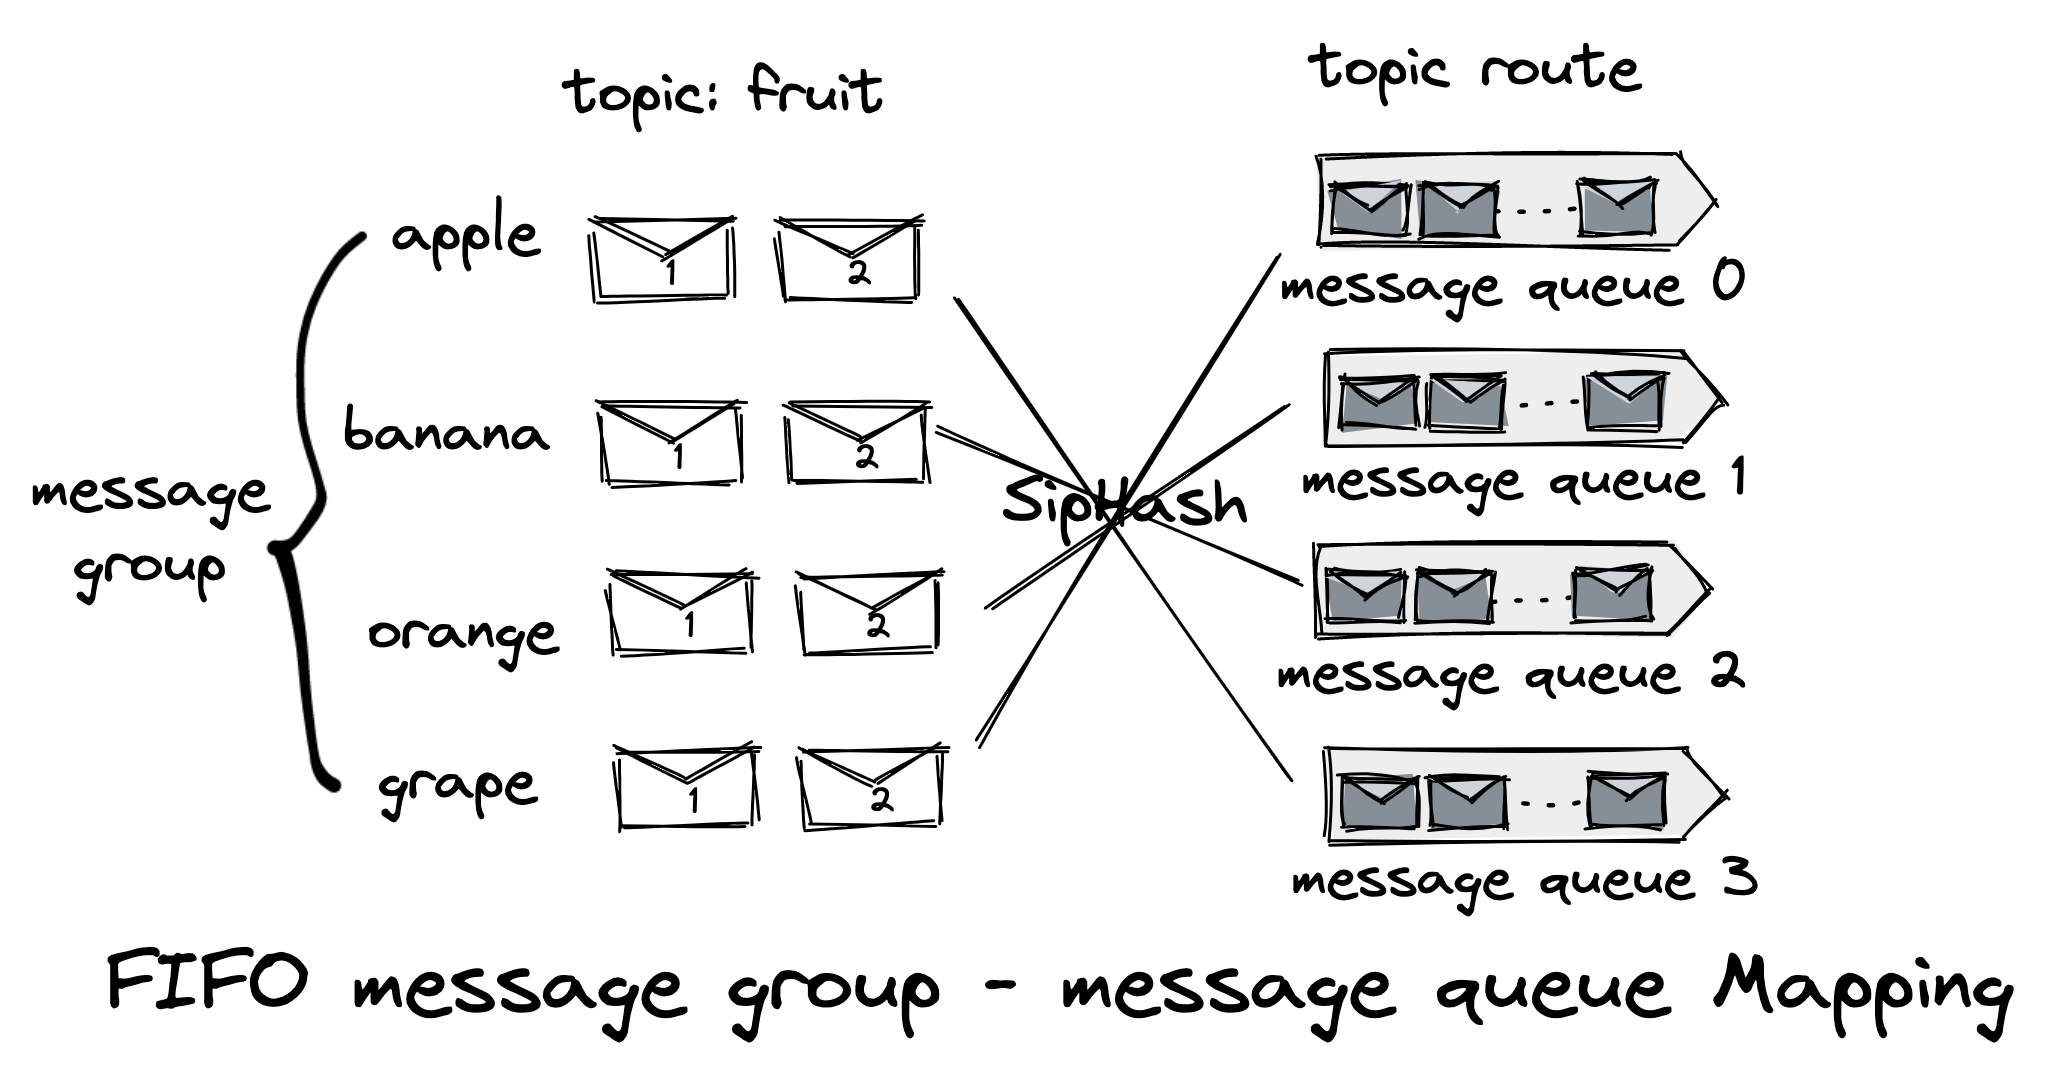 topic: fruit
topic route
message
group
apple
1
2
banana
1
2
orange
1
2
grape
1
2
SipHash
message queue 0
message queue 1
message queue 2
message queue 3
FIFO message group - message queue Mapping